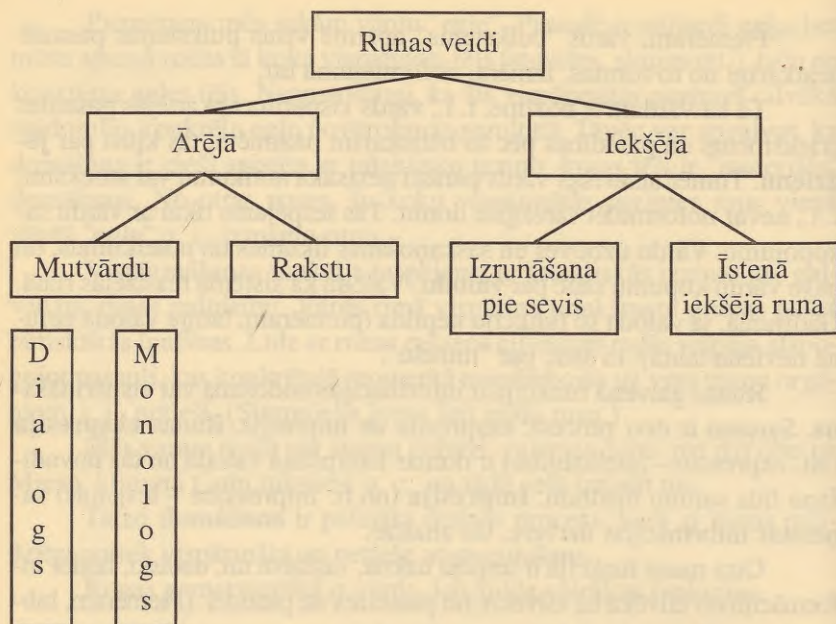 Runas veidi
Ārējā
Iekšējā
Mutvārdu
Rakstu
Izrunāšana
pie sevis
Īstenā
iekšējā runa
Dialogs
Monologs